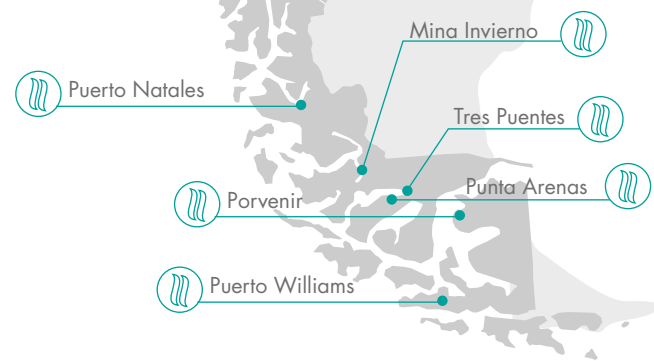 Mina Invierno
Puerto Natales
Tres Puentes
Punta Arenas
Porvenir
Puerto Williams